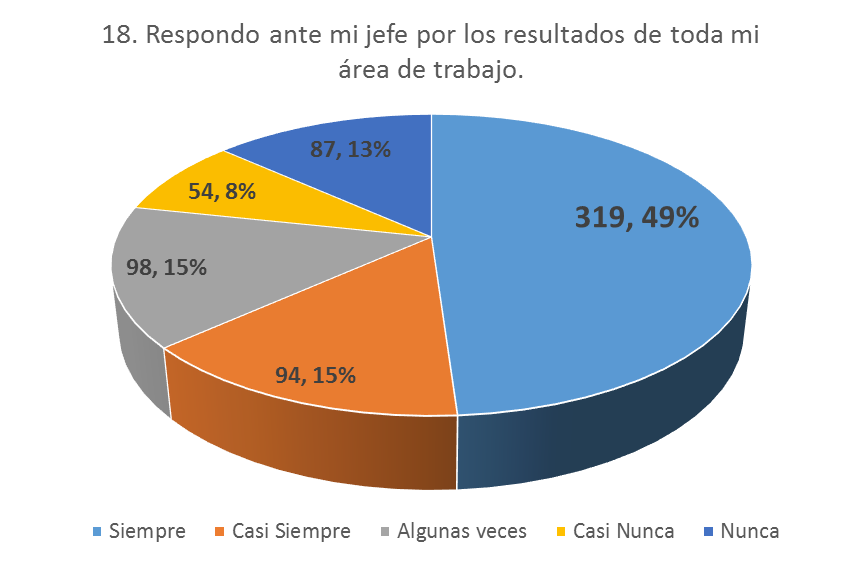 18. Respondo ante mi jefe por los resultados de toda mi
área de trabajo.
87, 13%
54, 8%
319, 49%
98, 15%
94, 15%
Siempre Casi Siempre Algunas veces Casi Nunca Nunca